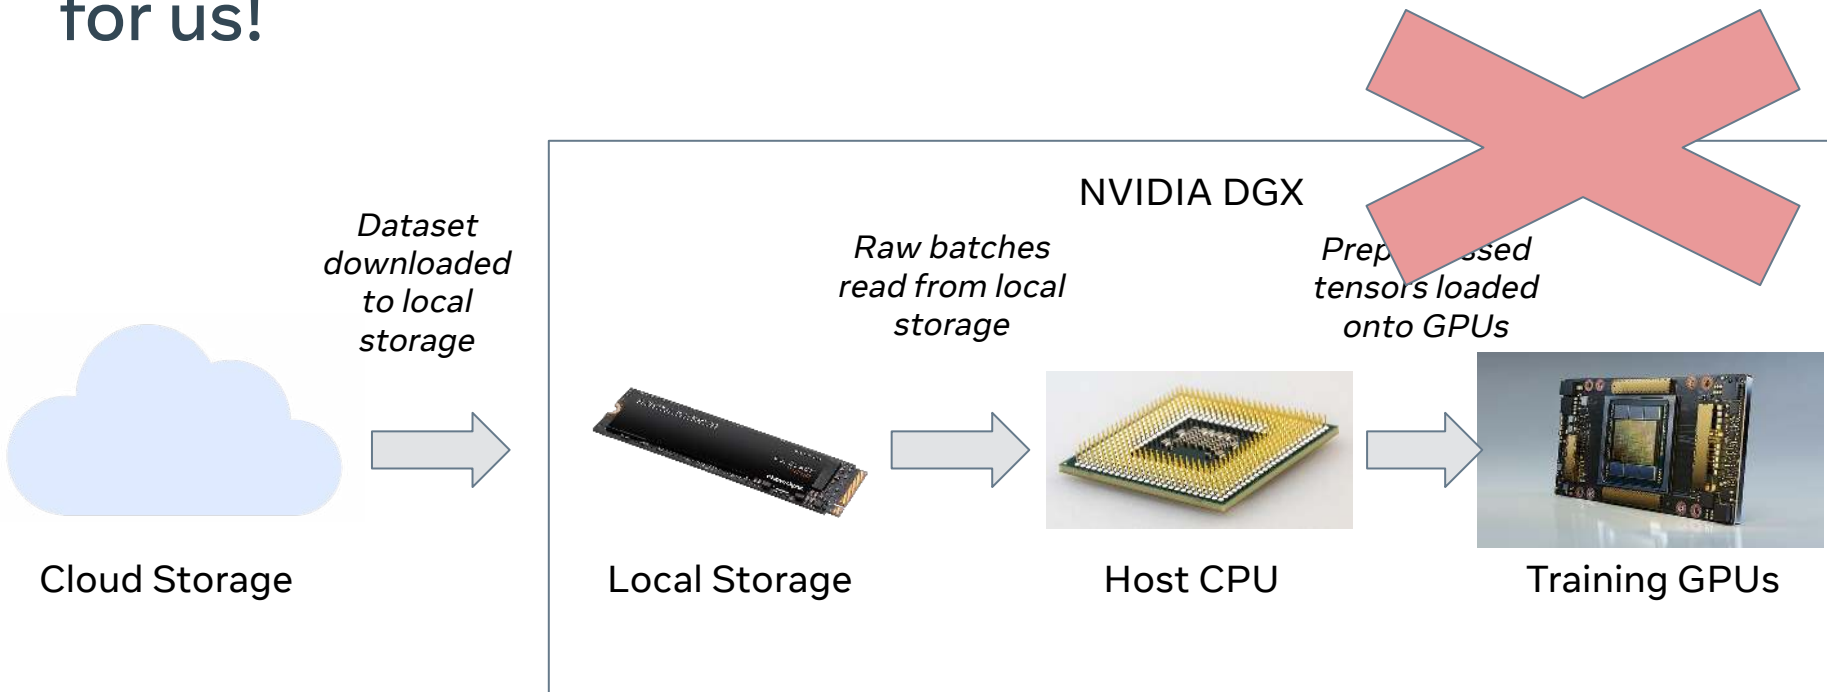 for us!
NVIDIA DGX
Dataset
downloaded
to local
storage
Raw batches
read from local
storage
tensors loaded
onto GPUs
Cloud Storage
Local Storage
Host CPU
Training GPUs